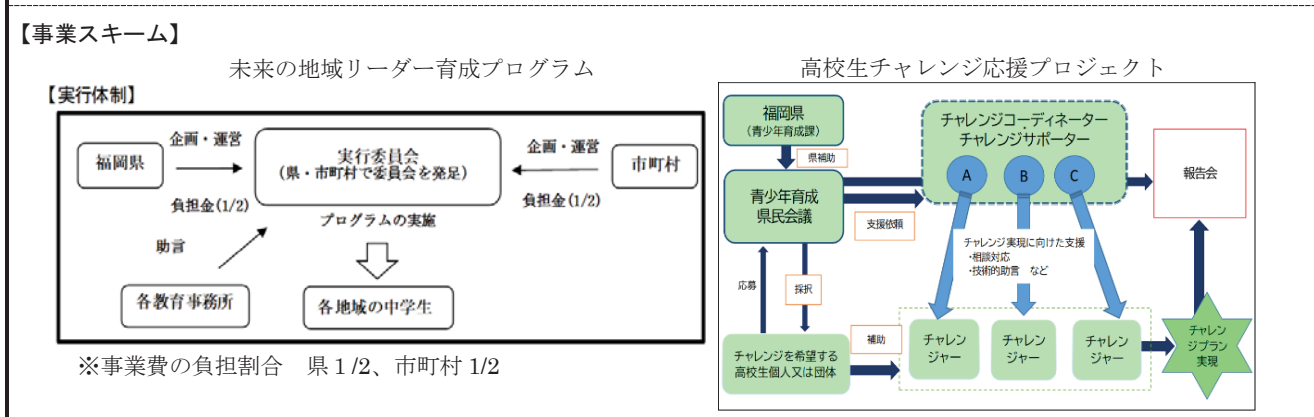 【事業スキーム】
未来の地域リーダー育成プログラム
【実行体制】
福岡県
企画・運営
負担金(1/2)
実行委員会
(県・市町村で委員会を発足)
企画・運営
負担金(1/2)
市町村
プログラムの実施
助言
各教育事務所
各地域の中学生
※事業費の負担割合　県 1/2、市町村 1/2
高校生チャレンジ応援プロジェクト
福岡県
(青少年育成課)
県補助
青少年育成
県民会議
チャレンジコーディネーター
・
チャレンジサポーター
A
B
C
支援依頼
報告会
チャレンジ実現に向けた支援
・相談対応
・技術的助言　など
応募
採択
チャレンジを希望する
高校生個人又は団体
補助
チャレン
ジャー
チャレン
ジャー
チャレン
ジャー
チャレン
ジプラン
実現